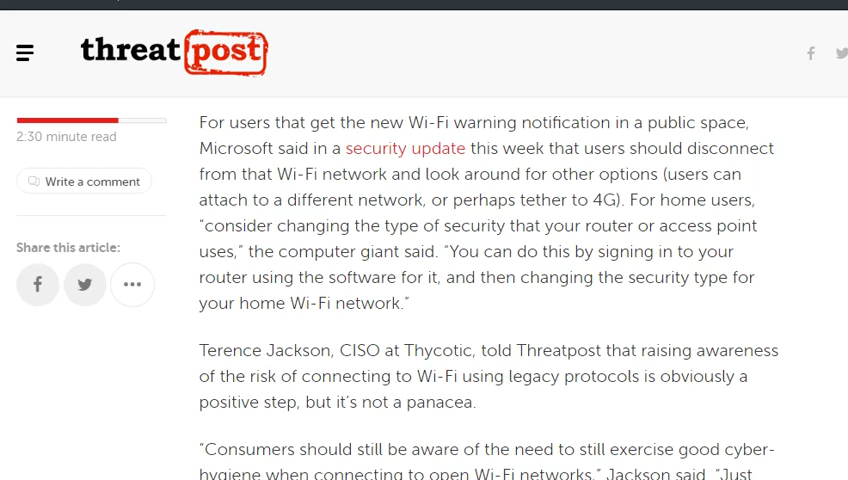 threatpost
2:30 minute read
Write a comment
Share this article:
For users that get the new Wi-Fi warning notification in a public space,
Microsoft said in a security update this week that users should disconnect
from that Wi-Fi network and look around for other options (users can
attach to a different network, or perhaps tether to 4G). For home users,
“consider changing the type of security that your router or access point
uses,” the computer giant said. “You can do this by signing in to your
router using the software for it, and then changing the security type for
your home Wi-Fi network.”
Terence Jackson, CISO at Thycotic, told Threatpost that raising awareness
of the risk of connecting to Wi-Fi using legacy protocols is obviously a
positive step, but it’s not a panacea.
“Consumers should still be aware of the need to still exercise good cyber-
hygiene when connecting to open Wi-Fi networks,” Jackson said. “Just